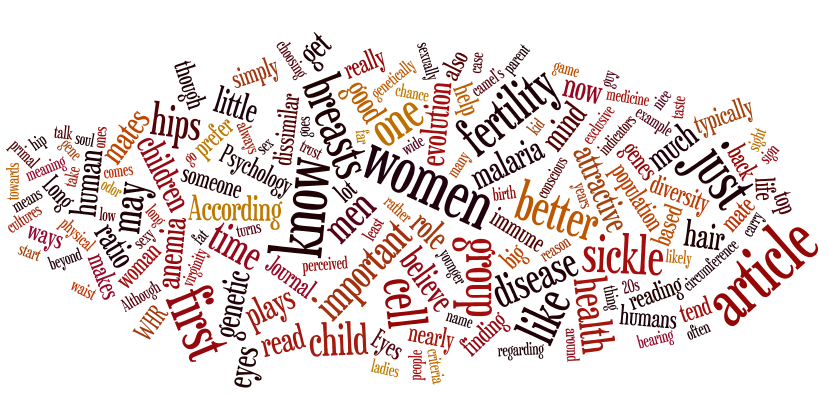 women
know
just
article
first
breasts
better
fertility
one
sickle
group
cell
disease
like
important
child
health
time
men
hips
may
human
evolution
malaria
mind
believe
role
According
attractive
genes
much
hair
humans
population
diversity
based
typically
now
also
help
good
get
really
little
simply
though
choosing
genetically
chance
sexually
case
camel's
parent
game
guy
medicine
nice
taste
kid
exclusive
indicators
example
sight
sign
back
life
top
mate
carry
circumference
likely
reading
tend
often
bearing
20s
thing
around
reason
big
immune
birth
conscious
years
many
wide
far
trust
goes
sex
always
dissimilar
prefer
go
Psychology
someone
lot
mates
children
comes
odor
ones
take
gene
soul
talk
hip
primal
meaning
towards
means
cultures
Long
low
ways
start
beyond
physical
ratio
long
sexy
woman
makes
waist
WHR
Although
anemia
virginity
fat
turns
Journal
perceived
least
rather
younger
genetic
plays
read
eyes
Eyes
nearly
name
finding
regarding
ladies
people
criteria